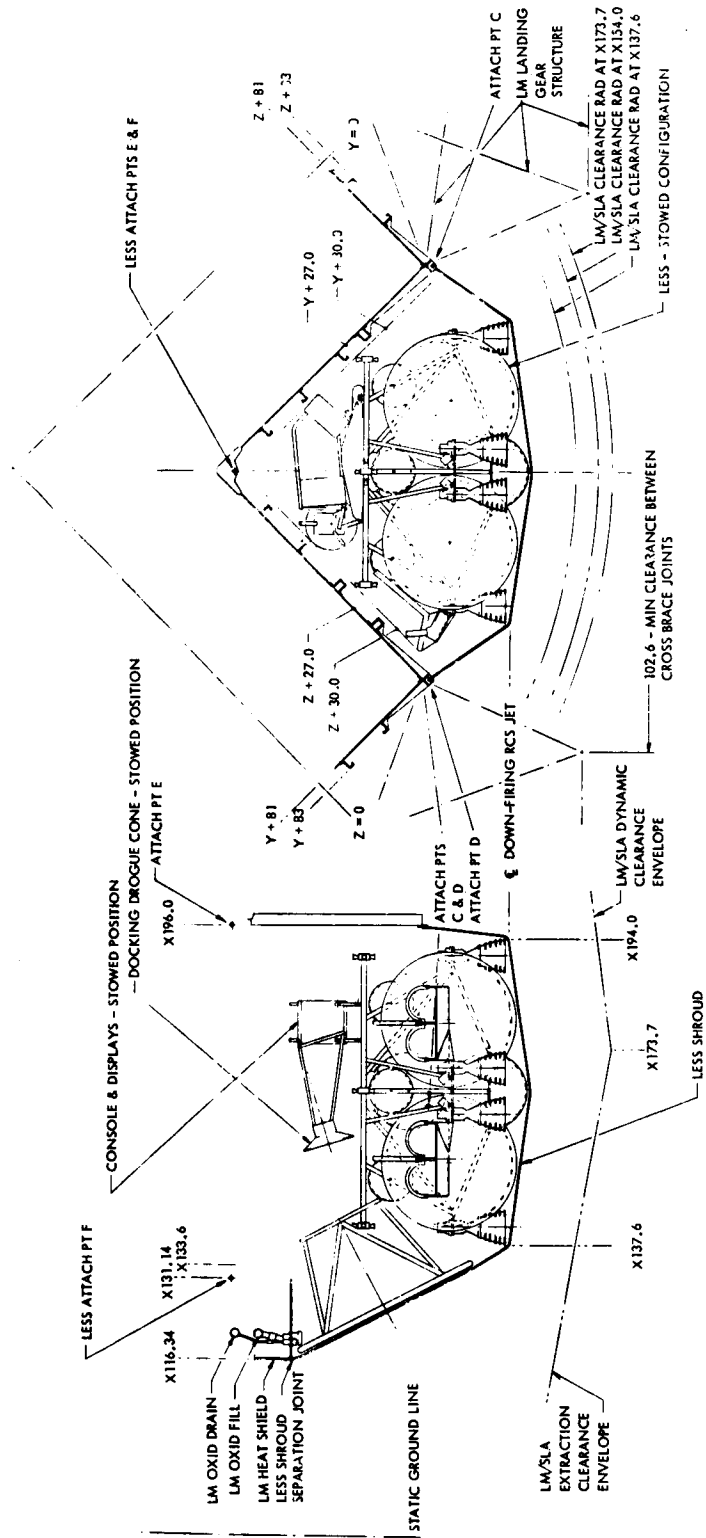 LESS ATTACH PT F
X131.14
X133.6
X116.34
LM OXID DRAIN
LM OXID FILL
LM HEAT SHIELD
LESS SHROUD
SEPARATION JOINT
STATIC GROUND LINE
LM/SLA
EXTRACTION
CLEARANCE
ENVELOPE
CONSOLE & DISPLAYS - STOWED POSITION
DOCKING DROGUE CONE - STOWED POSITION
ATTACH PT E
X196.0
X137.6
X173.7
X194.0
LESS SHROUD
LM/SLA DYNAMIC
CLEARANCE
ENVELOPE
ATTACH PTS
C & D
ATTACH PT D
℄ DOWN-FIRING RCS JET
Y + 81
Y + 83
Z = 0
Z + 27.0
Z + 30.0
LESS ATTACH PTS E & F
Y + 27.0
Y + 30.0
Z + 81
Y = 0
ATTACH PT C
LM LANDING
GEAR
STRUCTURE
LM/SLA CLEARANCE RAD AT X173.7
LM/SLA CLEARANCE RAD AT X154.0
LM/SLA CLEARANCE RAD AT X137.6
LESS - STOWED CONFIGURATION
102.6 - MIN CLEARANCE BETWEEN
CROSS BRACE JOINTS